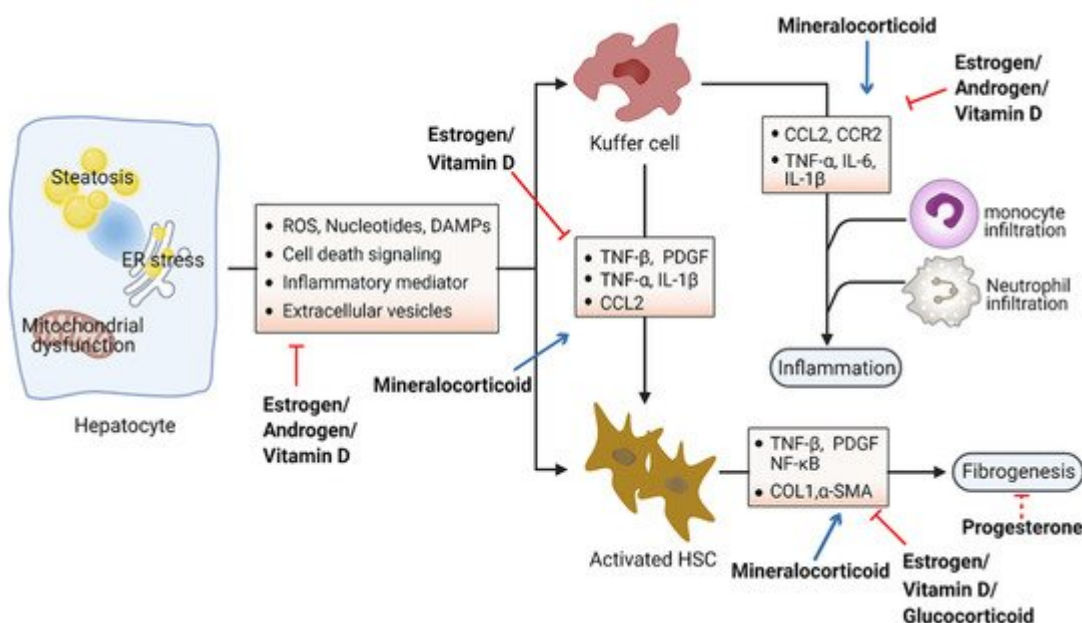 Mineralocorticoid
Estrogen/
Androgen/
Vitamin D
Estrogen/
Vitamin D
Kuffer cell
• CCL2, CCR2
• TNF-α, IL-6,
IL-1β
Steatosis
ER stress
Mitochondrial
dysfunction
Hepatocyte
• ROS, Nucleotides, DAMPs
• Cell death signaling
• Inflammatory mediator
• Extracellular vesicles
Estrogen/
Androgen/
Vitamin D
• TNF-β, PDGF
• TNF-α, IL-1β
• CCL2
Mineralocorticoid
monocyte
infiltration
Neutrophil
infiltration
Inflammation
Activated HSC
• TNF-β, PDGF
NF-κB
• COL1,α-SMA
Mineralocorticoid
Fibrogenesis
Progesterone
Estrogen/
Vitamin D/
Glucocorticoid